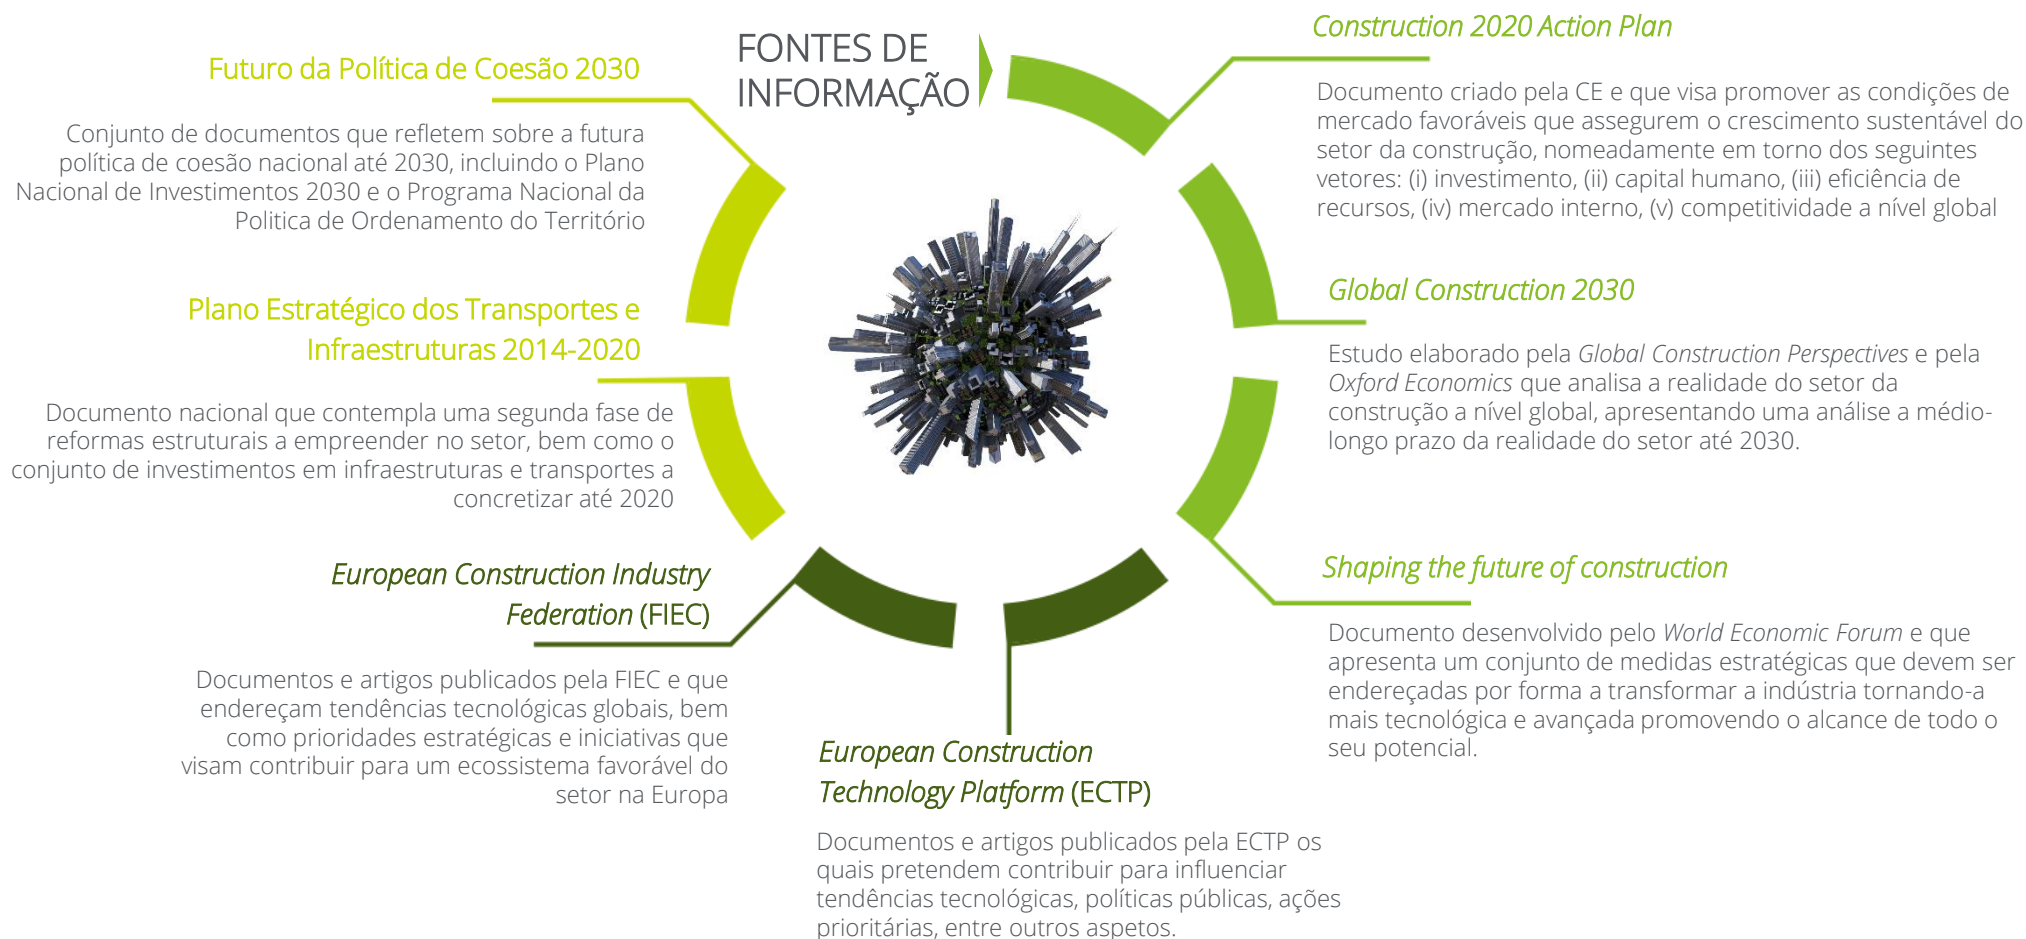 FONTES DE
INFORMAÇÃO
Construction 2020 Action Plan
Documento criado pela CE e que visa promover as condições de
mercado favoráveis que assegurem o crescimento sustentável do
setor da construção, nomeadamente em torno dos seguintes
vetores: (i) investimento, (ii) capital humano, (iii) eficiência de
recursos, (iv) mercado interno, (v) competitividade a nível global
Global Construction 2030
Estudo elaborado pela Global Construction Perspectives e pela
Oxford Economics que analisa a realidade do setor da
construção a nível global, apresentando uma análise a médio-
longo prazo da realidade do setor até 2030.
Shaping the future of construction
Documento desenvolvido pelo World Economic Forum e que
apresenta um conjunto de medidas estratégicas que devem ser
endereçadas por forma a transformar a indústria tornando-a
mais tecnológica e avançada promovendo o alcance de todo o
seu potencial.
European Construction
Technology Platform (ECTP)
Documentos e artigos publicados pela ECTP os
quais pretendem contribuir para influenciar
tendências tecnológicas, políticas públicas, ações
prioritárias, entre outros aspetos.
European Construction Industry
Federation (FIEC)
Documentos e artigos publicados pela FIEC e que
endereçam tendências tecnológicas globais, bem
como prioridades estratégicas e iniciativas que
visam contribuir para um ecossistema favorável do
setor na Europa
Plano Estratégico dos Transportes e
Infraestruturas 2014-2020
Documento nacional que contempla uma segunda fase de
reformas estruturais a empreender no setor, bem como o
conjunto de investimentos em infraestruturas e transportes a
concretizar até 2020
Futuro da Política de Coesão 2030
Conjunto de documentos que refletem sobre a futura
política de coesão nacional até 2030, incluindo o Plano
Nacional de Investimentos 2030 e o Programa Nacional da
Politica de Ordenamento do Território